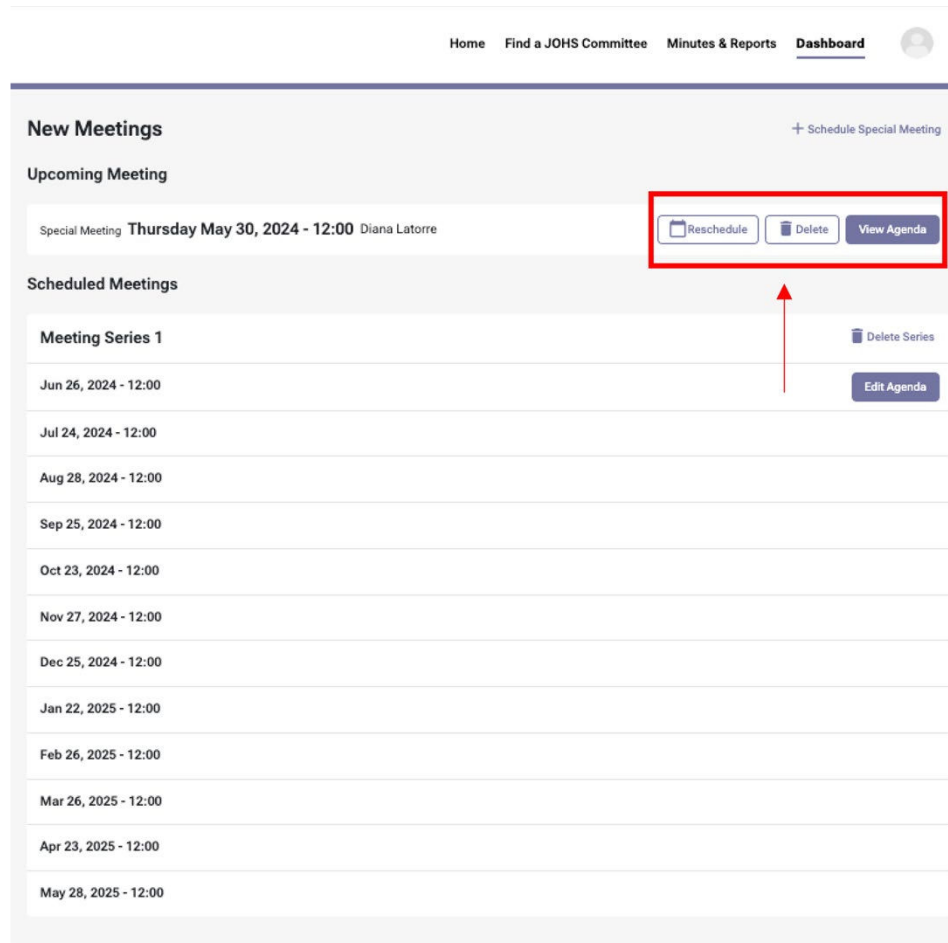 Home Find a JOHS Committee Minutes & Reports Dashboard
New Meetings + Schedule Special Meeting
Upcoming Meeting
Special Meeting Thursday May 30, 2024 - 12:00 Diana Latorre Reschedule Delete View Agenda
Scheduled Meetings
Meeting Series 1 Delete Series
Jun 26, 2024 - 12:00 Edit Agenda
Jul 24, 2024 - 12:00
Aug 28, 2024 - 12:00
Sep 25, 2024 - 12:00
Oct 23, 2024 - 12:00
Nov 27, 2024 - 12:00
Dec 25, 2024 - 12:00
Jan 22, 2025 - 12:00
Feb 26, 2025 - 12:00
Mar 26, 2025 - 12:00
Apr 23, 2025 - 12:00
May 28, 2025 - 12:00